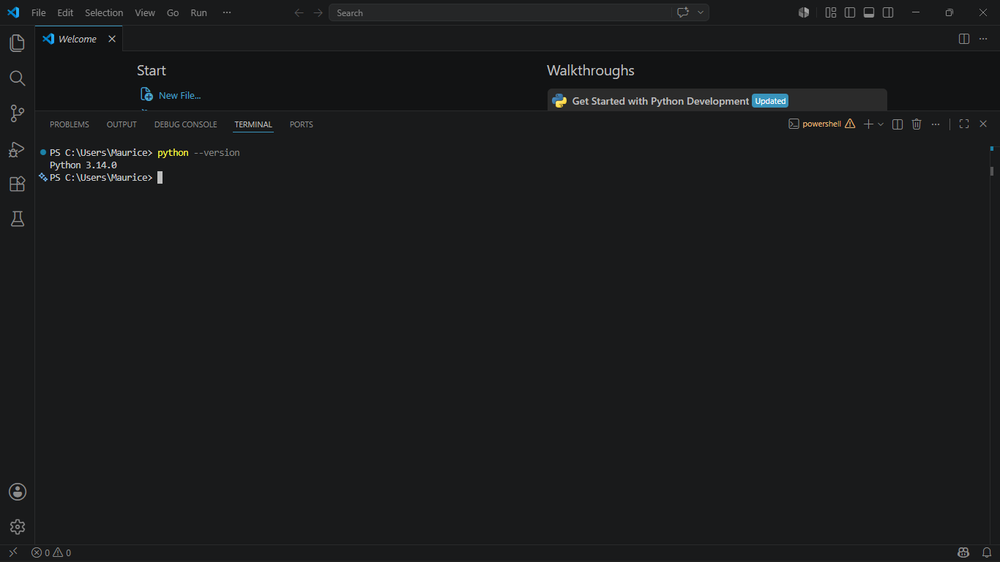 File Edit Selection View Go Run ···
Search
Welcome
Start
Walkthroughs
New File...
Get Started with Python Development Updated
PROBLEMS OUTPUT DEBUG CONSOLE TERMINAL PORTS
powershell
PS C:\Users\Maurice> python --version
Python 3.14.0
PS C:\Users\Maurice>
0 0